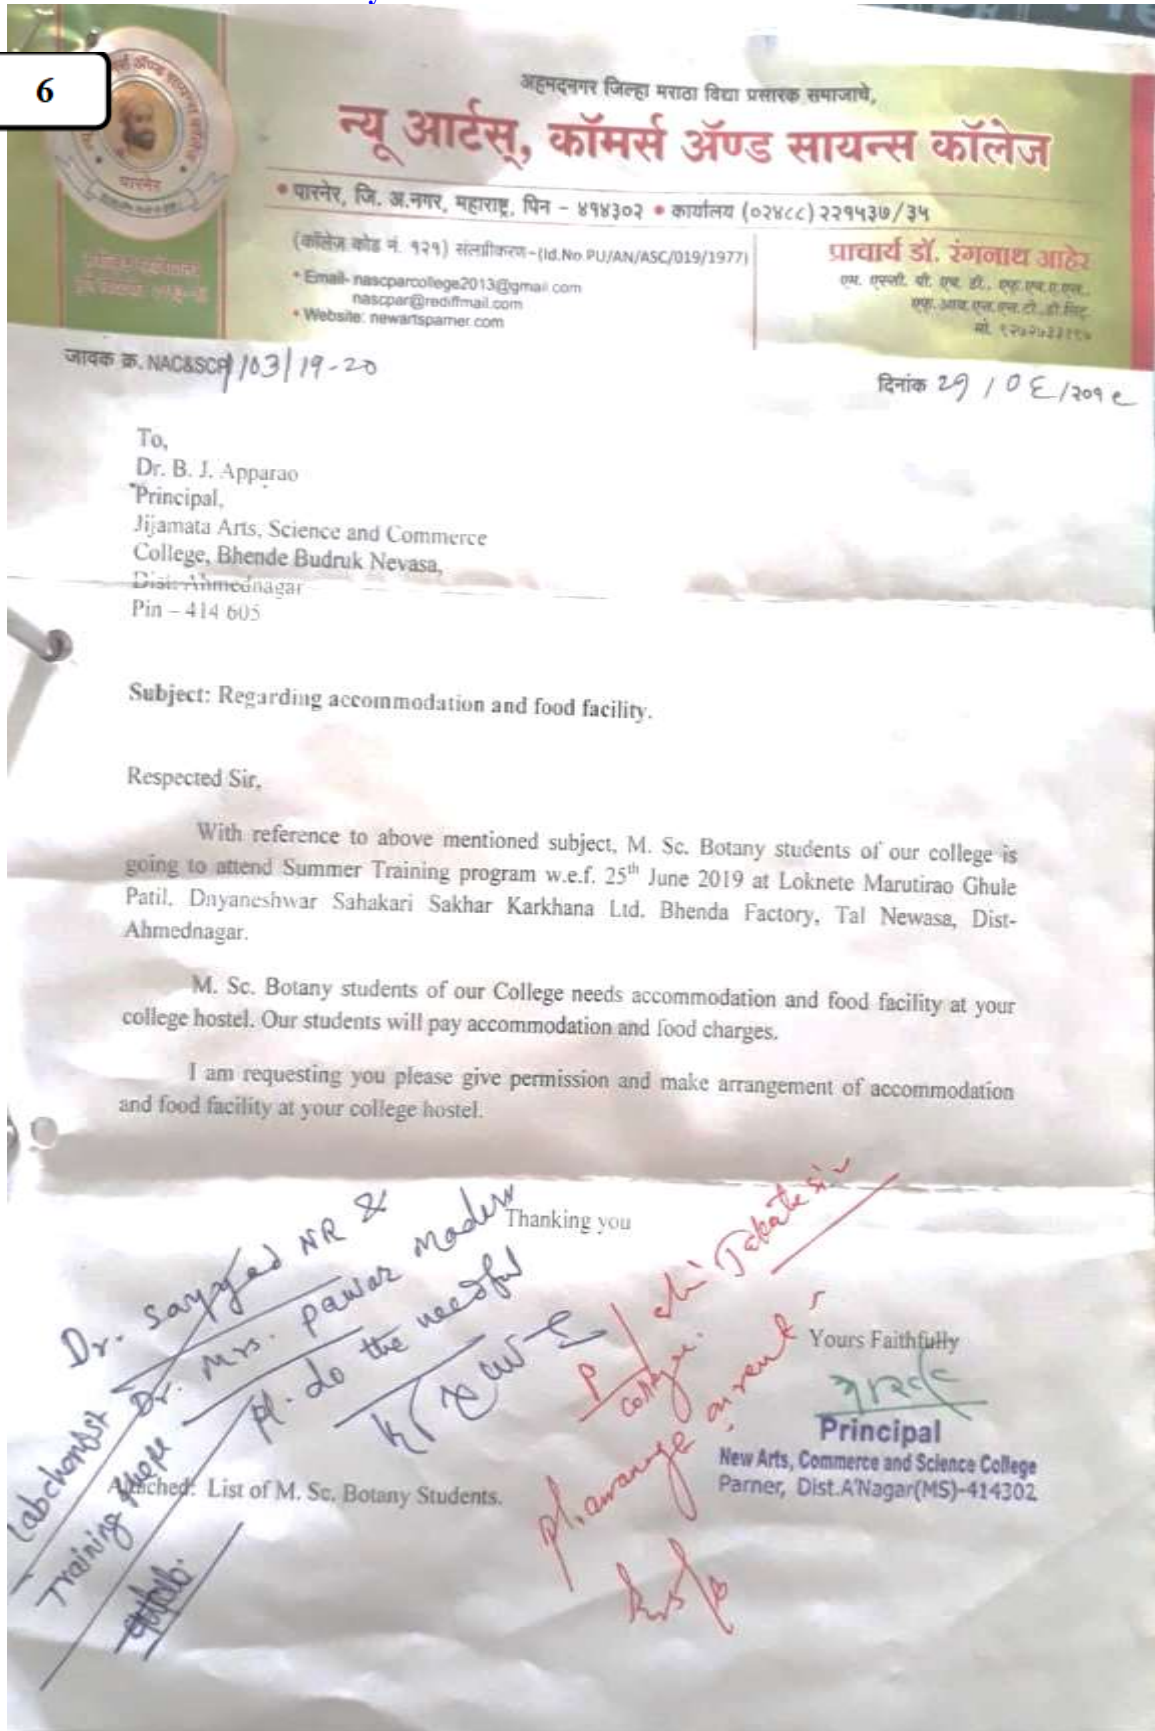 6
अहमदनगर जिल्हा मराठा विद्या प्रसारक समाजाचे,
न्यू आर्टस्, कॉमर्स ॲण्ड सायन्स कॉलेज
पारनेर
• पारनेर, जि. अ.नगर, महाराष्ट्र, पिन - ४१४३०२ • कार्यालय (०२४८८) २२१५३७/३५
(कॉलेज कोड नं. १२१) संलग्नीकरण-(Id.No.PU/AN/ASC/019/1977)
• Email- nascparcollege2013@gmail.com
nascpar@rediffmail.com
• Website: newartsparner.com
प्राचार्य डॉ. रंगनाथ आहेर
जावक क्र. NAC&SCP/103/19-20
दिनांक 29/0६/२०१९
To,
Dr. B. J. Apparao
Principal,
Jijamata Arts, Science and Commerce
College, Bhende Budruk Nevasa,
Dist: Ahmednagar
Pin – 414 605
Subject: Regarding accommodation and food facility.
Respected Sir,
With reference to above mentioned subject, M. Sc. Botany students of our college is
going to attend Summer Training program w.e.f. 25th June 2019 at Loknete Marutirao Ghule
Patil, Dnyaneshwar Sahakari Sakhar Karkhana Ltd. Bhenda Factory, Tal Newasa, Dist-
Ahmednagar.
M. Sc. Botany students of our College needs accommodation and food facility at your
college hostel. Our students will pay accommodation and food charges.
I am requesting you please give permission and make arrangement of accommodation
and food facility at your college hostel.
Thanking you
Dr. Sayyad NR &
Dr. Mrs. Pawar Madam
pl. do the needful
Training
pl. arrange
Yours Faithfully
Principal
New Arts, Commerce and Science College
Parner, Dist.A'Nagar(MS)-414302
Attached: List of M. Sc. Botany Students.